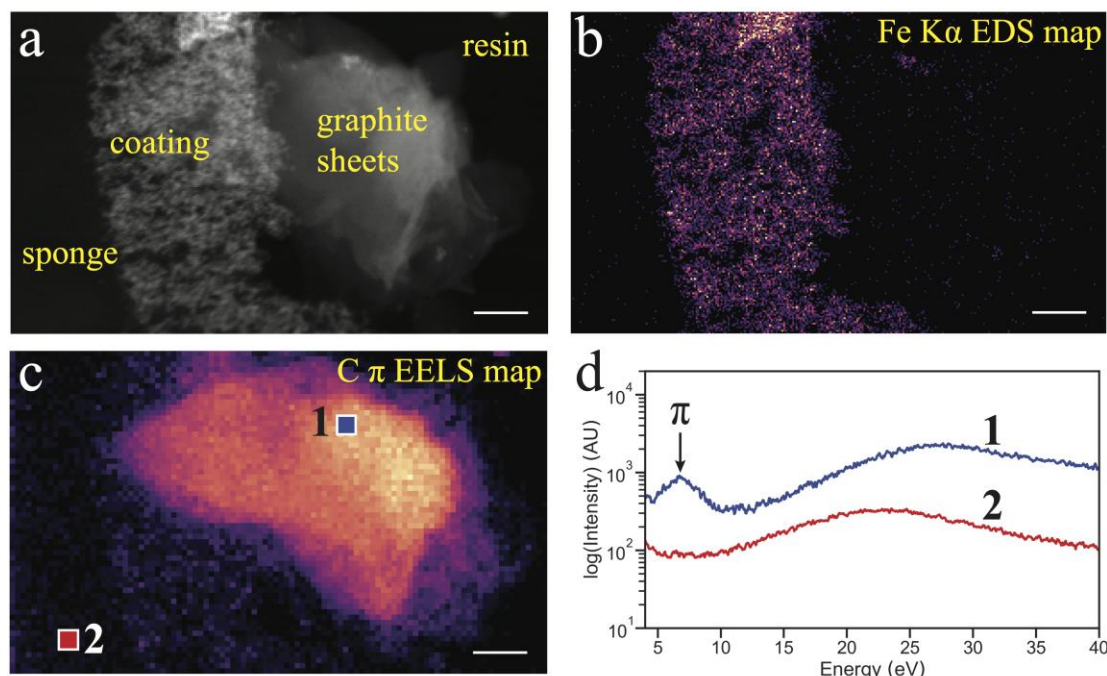 a
resin
coating
graphite
sheets
sponge
b
Fe Kα EDS map
c
C π EELS map
1
2
d
log(Intensity) (AU)
10⁴
10³
10²
10¹
π
1
2
5 10 15 20 25 30 35 40
Energy (eV)